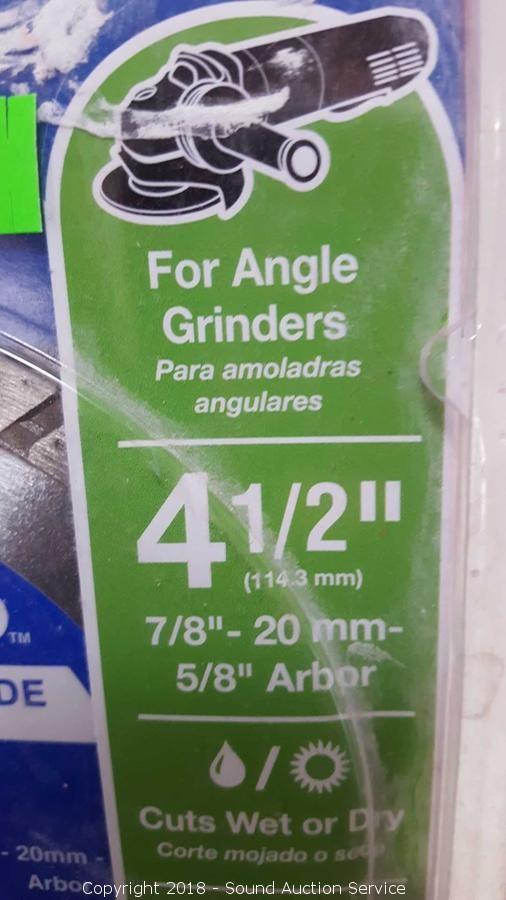 For Angle
Grinders
Para amoladras
angulares
4 1/2"
(114.3 mm)
7/8"- 20 mm-
5/8" Arbor
TM
DE
/
Cuts Wet or Dry
Corte mojado o seco
- 20mm -
Arbo
Copyright 2018 - Sound Auction Service